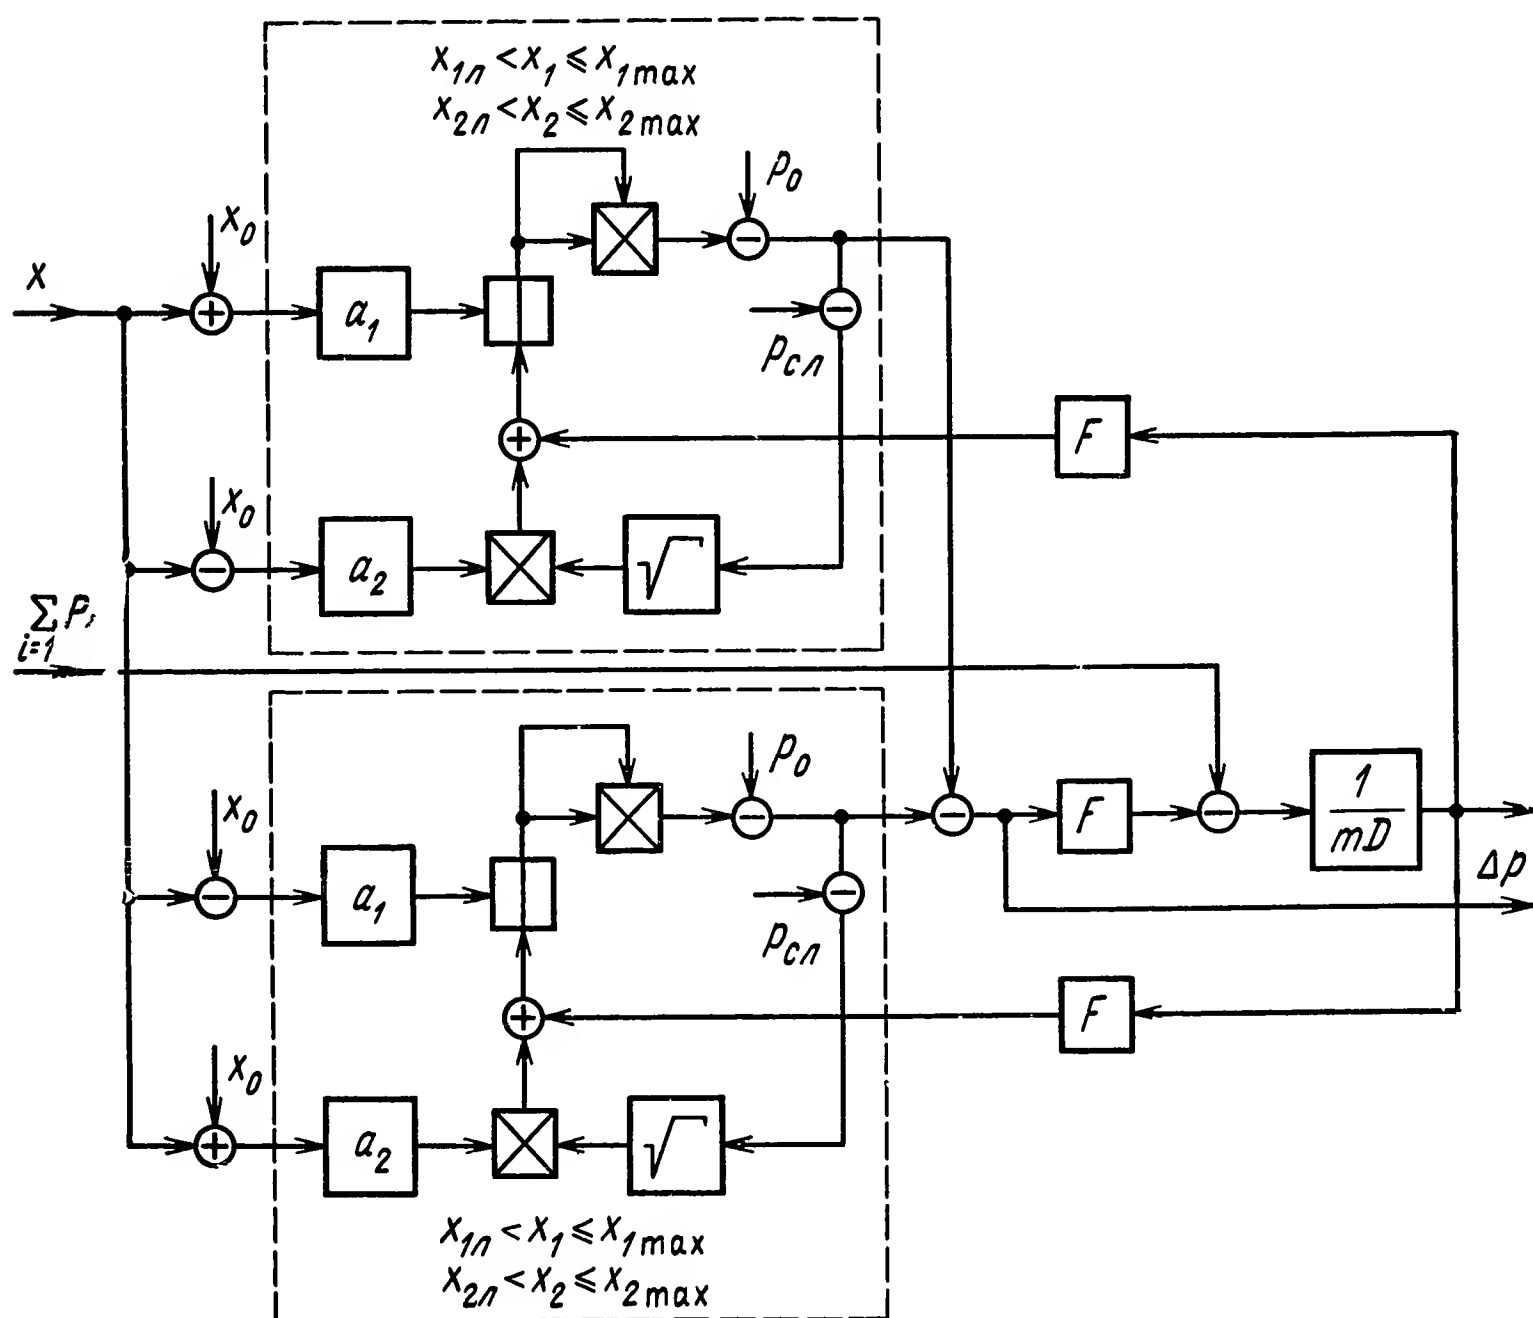 x₁л < x₁ ≤ x₁max
x₂л < x₂ ≤ x₂max
p₀
x₀
x
a₁
pсл
F
x₀
a₂
√
∑ Pᵢ
i=1
p₀
x₀
F
1
mD
a₁
Δp
pсл
F
x₀
a₂
√
x₁л < x₁ ≤ x₁max
x₂л < x₂ ≤ x₂max